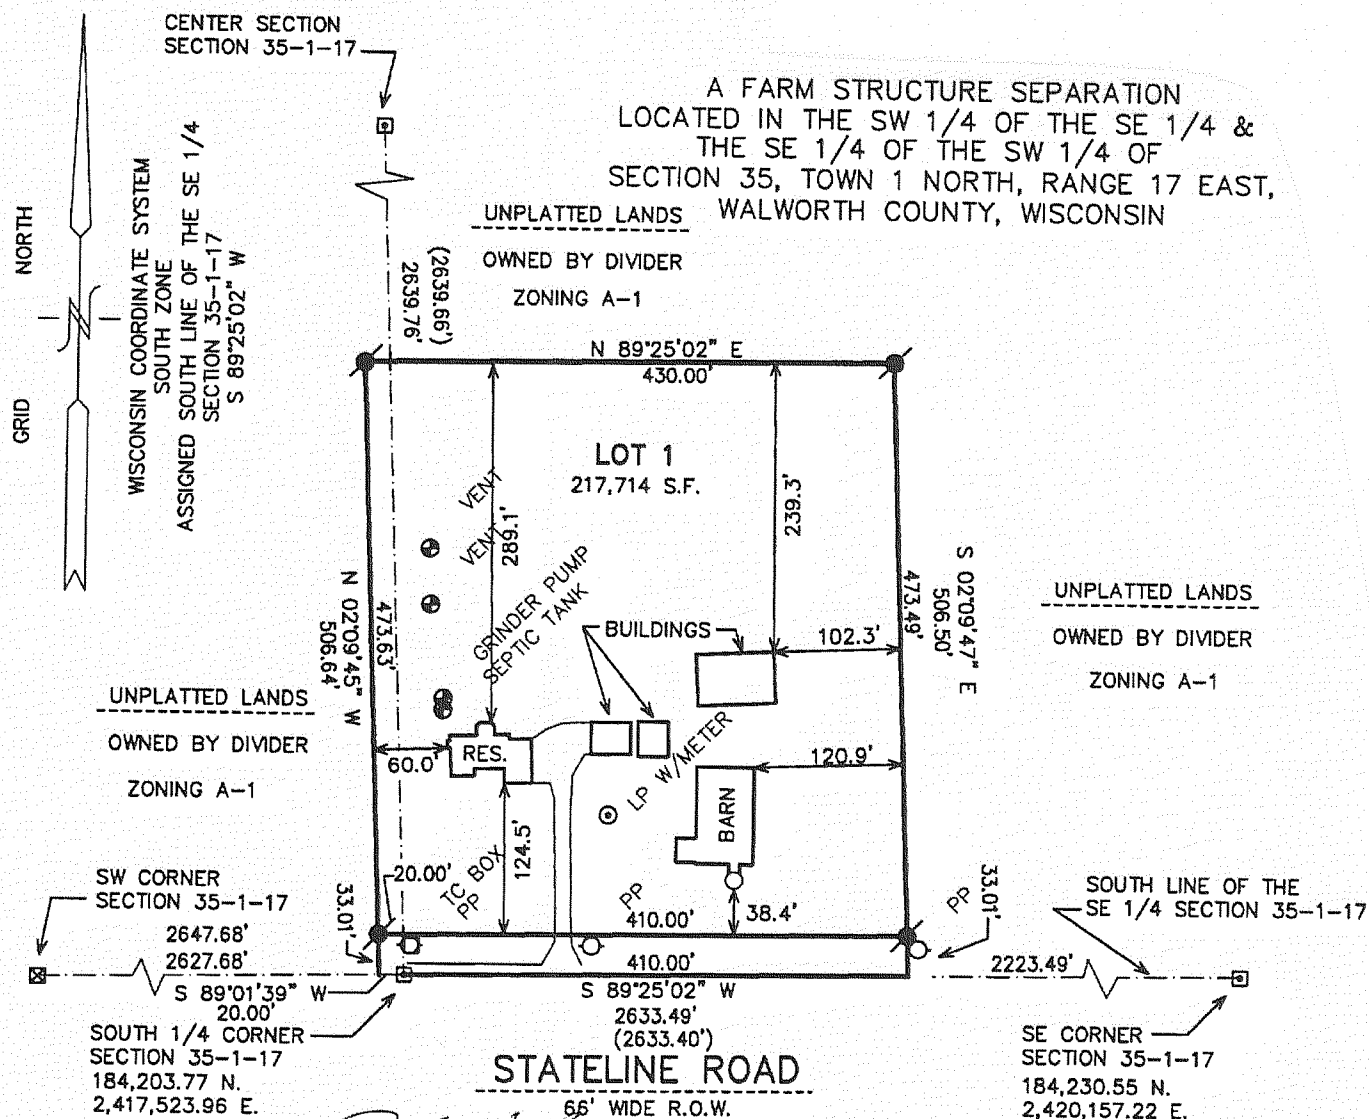 CENTER SECTION
SECTION 35-1-17
A FARM STRUCTURE SEPARATION
LOCATED IN THE SW 1/4 OF THE SE 1/4 &
THE SE 1/4 OF THE SW 1/4 OF
SECTION 35, TOWN 1 NORTH, RANGE 17 EAST,
WALWORTH COUNTY, WISCONSIN
GRID NORTH
WISCONSIN COORDINATE SYSTEM
SOUTH ZONE
ASSIGNED SOUTH LINE OF THE SE 1/4
SECTION 35-1-17
S 89°25'02" W
UNPLATTED LANDS
OWNED BY DIVIDER
ZONING A-1
(2639.66')
2639.76'
N 89°25'02" E
430.00'
LOT 1
217,714 S.F.
VENT
VENT
289.1'
239.3'
GRINDER PUMP
SEPTIC TANK
BUILDINGS
102.3'
S 02°09'47" E
506.50'
473.49'
UNPLATTED LANDS
OWNED BY DIVIDER
ZONING A-1
N 02°09'45" W
506.64'
473.63'
UNPLATTED LANDS
OWNED BY DIVIDER
ZONING A-1
60.0'
RES.
LP W/METER
120.9'
BARN
124.5'
20.00'
TC BOX
PP
PP
410.00'
38.4'
PP
33.01'
33.01'
SW CORNER
SECTION 35-1-17
2647.68'
2627.68'
S 89°01'39" W
20.00'
SOUTH LINE OF THE
SE 1/4 SECTION 35-1-17
2223.49'
410.00'
S 89°25'02" W
2633.49'
(2633.40')
SOUTH 1/4 CORNER
SECTION 35-1-17
184,203.77 N.
2,417,523.96 E.
SE CORNER
SECTION 35-1-17
184,230.55 N.
2,420,157.22 E.
STATELINE ROAD
66' WIDE R.O.W.